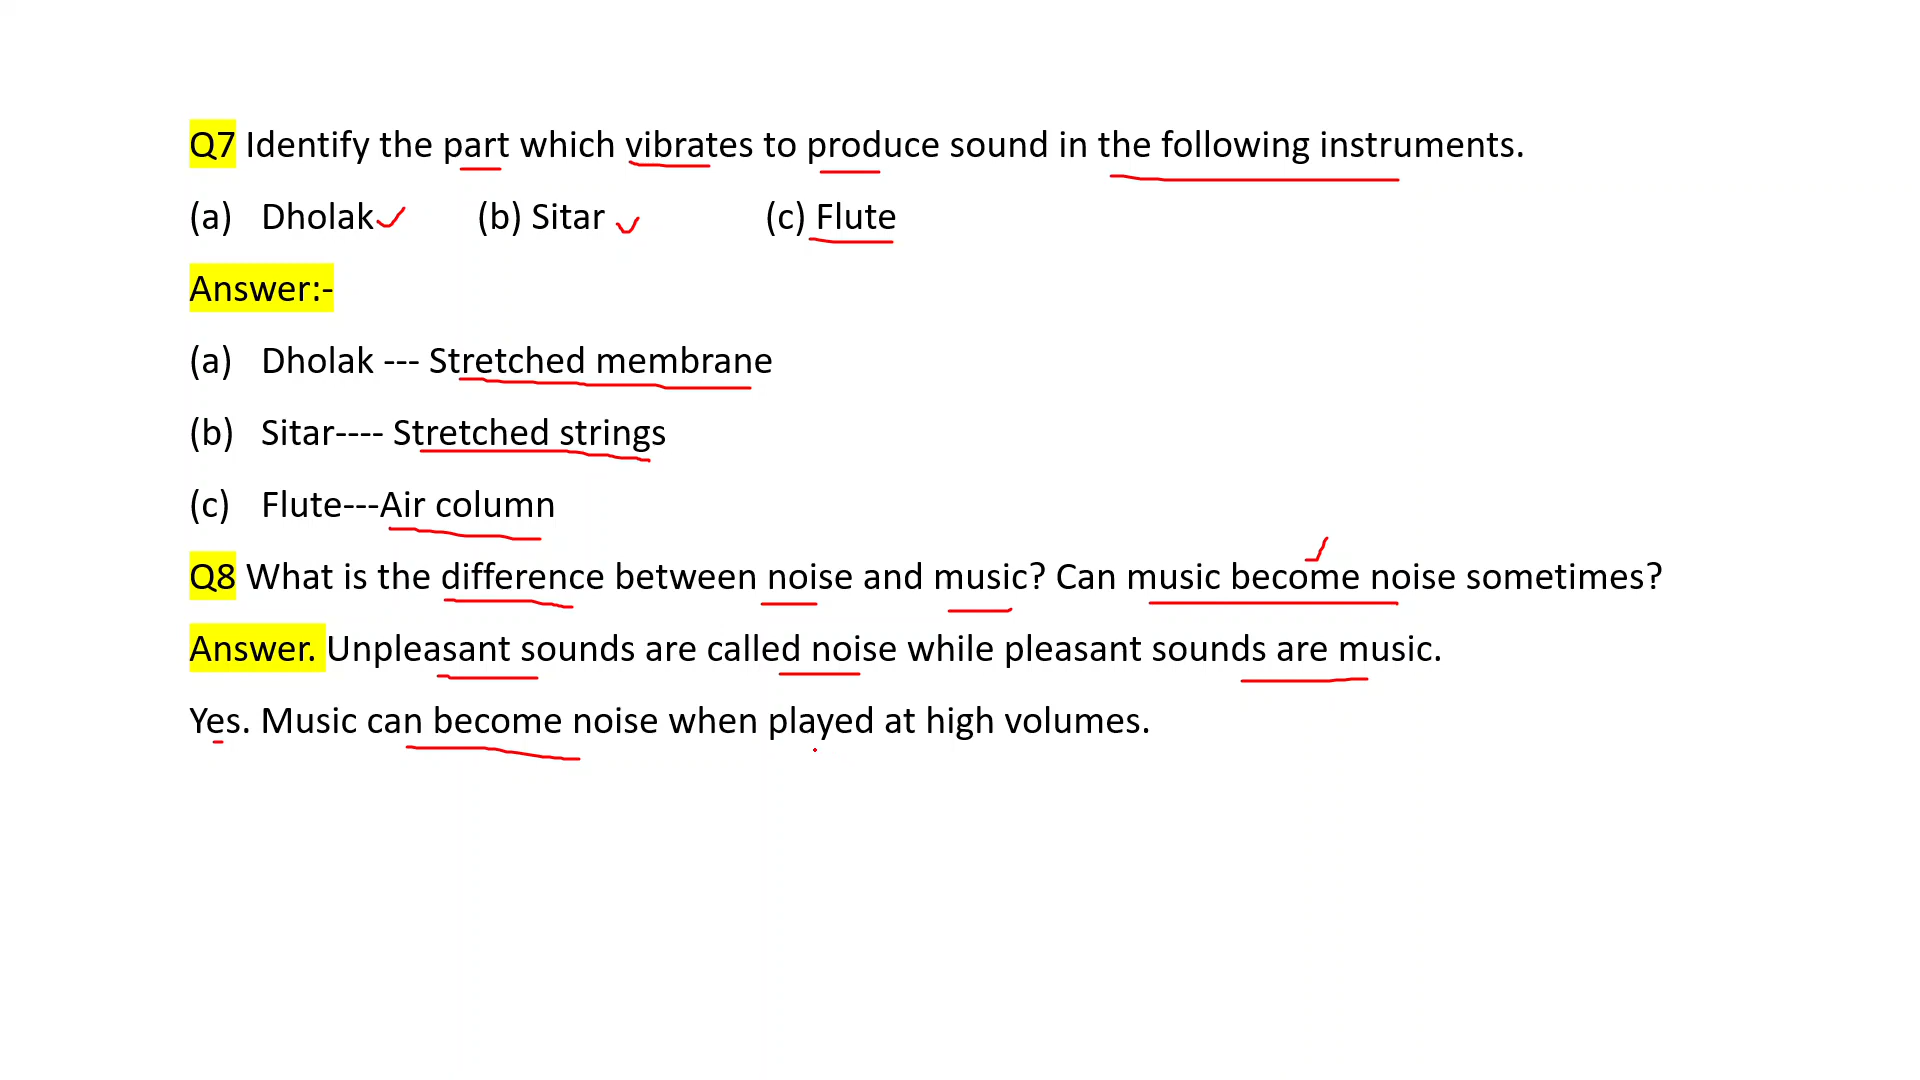 Q7 Identify the part which vibrates to produce sound in the following instruments.
(a) Dholak (b) Sitar (c) Flute
Answer:-
(a) Dholak --- Stretched membrane
(b) Sitar---- Stretched strings
(c) Flute---Air column
Q8 What is the difference between noise and music? Can music become noise sometimes?
Answer. Unpleasant sounds are called noise while pleasant sounds are music.
Yes. Music can become noise when played at high volumes.